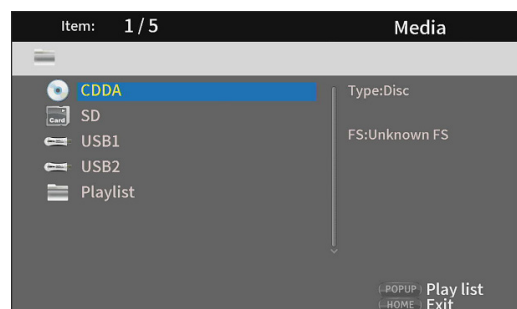 Item: 1/5 Media
CDDA
Type:Disc
Card SD
FS:Unknown FS
USB1
USB2
Playlist
POPUP Play list
HOME Exit